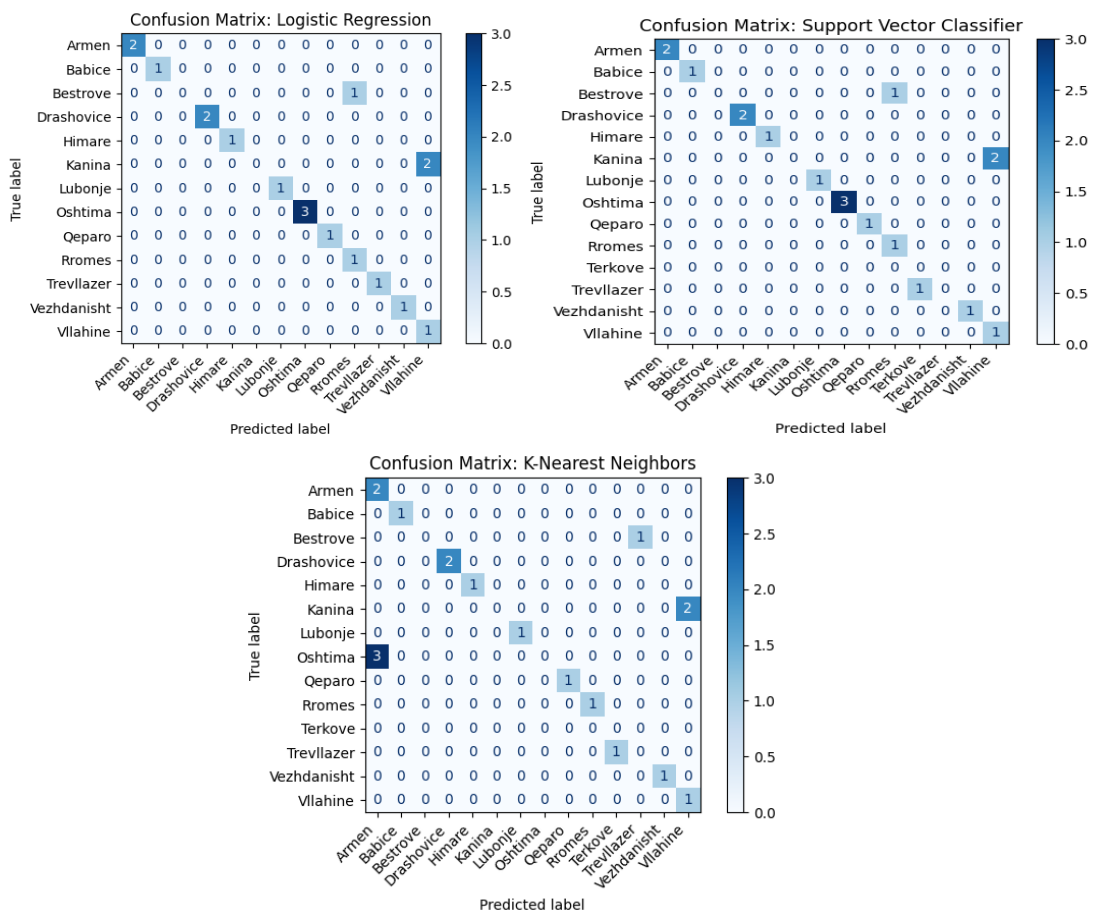 Confusion Matrix: Logistic Regression
Armen 2 0 0 0 0 0 0 0 0 0 0 0 0
Babice 0 1 0 0 0 0 0 0 0 0 0 0 0
Bestrove 0 0 0 0 0 0 0 0 0 1 0 0 0
Drashovice 0 0 0 2 0 0 0 0 0 0 0 0 0
Himare 0 0 0 0 1 0 0 0 0 0 0 0 0
Kanina 0 0 0 0 0 0 0 0 0 0 0 0 2
Lubonje 0 0 0 0 0 0 1 0 0 0 0 0 0
Oshtima 0 0 0 0 0 0 0 3 0 0 0 0 0
Qeparo 0 0 0 0 0 0 0 0 1 0 0 0 0
Rromes 0 0 0 0 0 0 0 0 0 1 0 0 0
Trevllazer 0 0 0 0 0 0 0 0 0 0 1 0 0
Vezhdanisht 0 0 0 0 0 0 0 0 0 0 0 1 0
Vllahine 0 0 0 0 0 0 0 0 0 0 0 0 1
True label
Armen Babice Bestrove Drashovice Himare Kanina Lubonje Oshtima Qeparo Rromes Trevllazer Vezhdanisht Vllahine
Predicted label
3.0
2.5
2.0
1.5
1.0
0.5
0.0
Confusion Matrix: Support Vector Classifier
Armen 2 0 0 0 0 0 0 0 0 0 0 0 0 0
Babice 0 1 0 0 0 0 0 0 0 0 0 0 0 0
Bestrove 0 0 0 0 0 0 0 0 0 1 0 0 0 0
Drashovice 0 0 0 2 0 0 0 0 0 0 0 0 0 0
Himare 0 0 0 0 1 0 0 0 0 0 0 0 0 0
Kanina 0 0 0 0 0 0 0 0 0 0 0 0 0 2
Lubonje 0 0 0 0 0 0 1 0 0 0 0 0 0 0
Oshtima 0 0 0 0 0 0 0 3 0 0 0 0 0 0
Qeparo 0 0 0 0 0 0 0 0 1 0 0 0 0 0
Rromes 0 0 0 0 0 0 0 0 0 1 0 0 0 0
Terkove 0 0 0 0 0 0 0 0 0 0 0 0 0 0
Trevllazer 0 0 0 0 0 0 0 0 0 0 1 0 0 0
Vezhdanisht 0 0 0 0 0 0 0 0 0 0 0 0 1 0
Vllahine 0 0 0 0 0 0 0 0 0 0 0 0 0 1
True label
Armen Babice Bestrove Drashovice Himare Kanina Lubonje Oshtima Qeparo Rromes Terkove Trevllazer Vezhdanisht Vllahine
Predicted label
3.0
2.5
2.0
1.5
1.0
0.5
0.0
Confusion Matrix: K-Nearest Neighbors
Armen 2 0 0 0 0 0 0 0 0 0 0 0 0 0
Babice 0 1 0 0 0 0 0 0 0 0 0 0 0 0
Bestrove 0 0 0 0 0 0 0 0 0 0 0 1 0 0
Drashovice 0 0 0 2 0 0 0 0 0 0 0 0 0 0
Himare 0 0 0 0 1 0 0 0 0 0 0 0 0 0
Kanina 0 0 0 0 0 0 0 0 0 0 0 0 0 2
Lubonje 0 0 0 0 0 0 1 0 0 0 0 0 0 0
Oshtima 3 0 0 0 0 0 0 0 0 0 0 0 0 0
Qeparo 0 0 0 0 0 0 0 0 1 0 0 0 0 0
Rromes 0 0 0 0 0 0 0 0 0 1 0 0 0 0
Terkove 0 0 0 0 0 0 0 0 0 0 0 0 0 0
Trevllazer 0 0 0 0 0 0 0 0 0 0 1 0 0 0
Vezhdanisht 0 0 0 0 0 0 0 0 0 0 0 0 1 0
Vllahine 0 0 0 0 0 0 0 0 0 0 0 0 0 1
True label
Armen Babice Bestrove Drashovice Himare Kanina Lubonje Oshtima Qeparo Rromes Terkove Trevllazer Vezhdanisht Vllahine
Predicted label
3.0
2.5
2.0
1.5
1.0
0.5
0.0